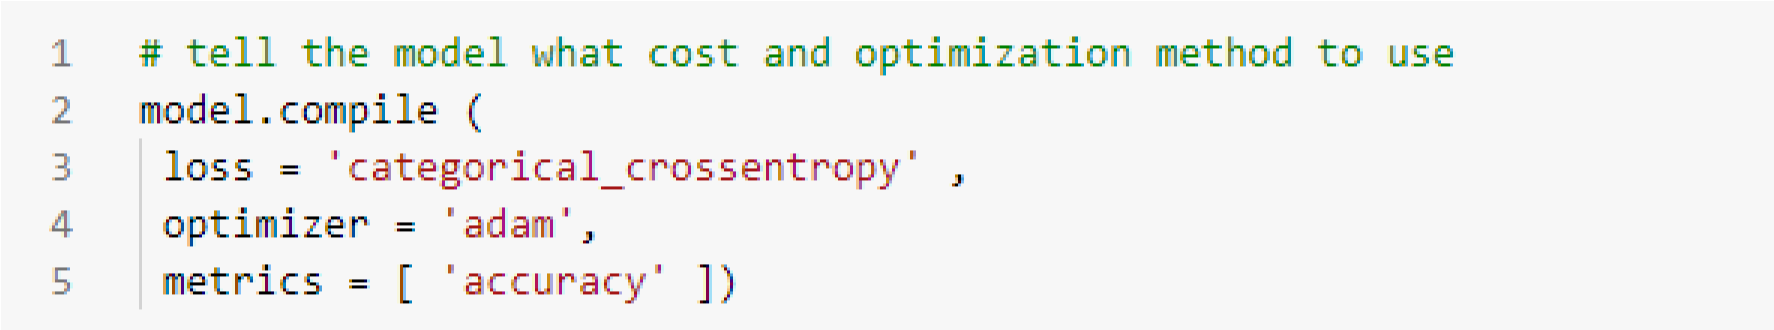 1 # tell the model what cost and optimization method to use
2 model.compile (
3 loss = 'categorical_crossentropy' ,
4 optimizer = 'adam',
5 metrics = [ 'accuracy' ])